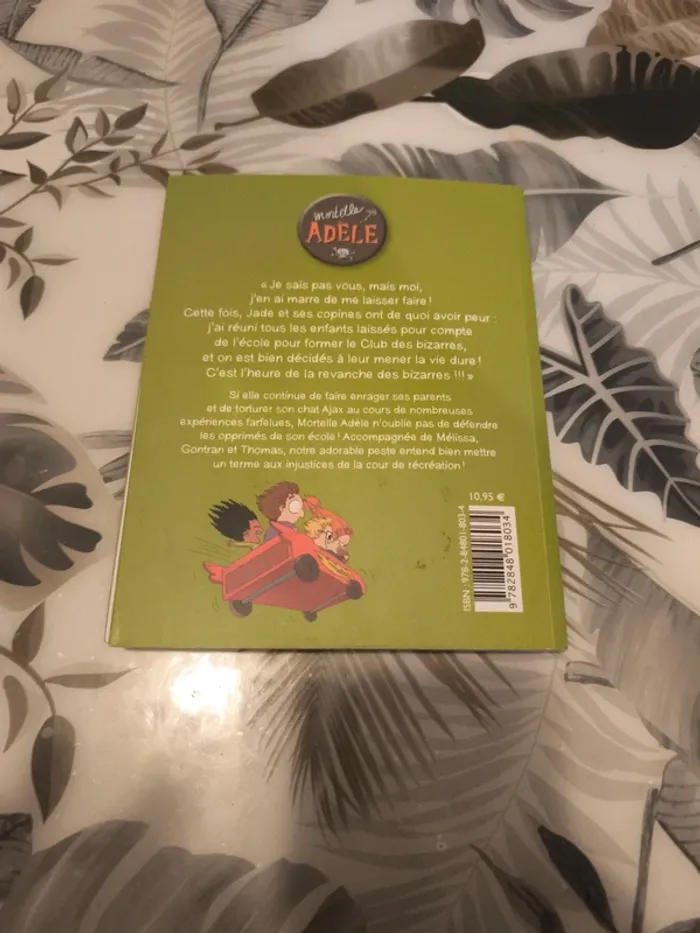 mortelle
ADÈLE
« Je sais pas vous, mais moi,
j'en ai marre de me laisser faire !
Cette fois, Jade et ses copines ont de quoi avoir peur :
j'ai réuni tous les enfants laissés pour compte
de l'école pour former le Club des bizarres,
et on est bien décidés à leur mener la vie dure !
C'est l'heure de la revanche des bizarres !!! »
Si elle continue de faire enrager ses parents
et de torturer son chat Ajax au cours de nombreuses
expériences farfelues, Mortelle Adèle n'oublie pas de défendre
les opprimés de son école ! Accompagnée de Mélissa,
Gontran et Thomas, notre adorable peste entend bien mettre
un terme aux injustices de la cour de récréation !
10,95 €
ISBN : 978-2-84801-803-4
9 782848 018034